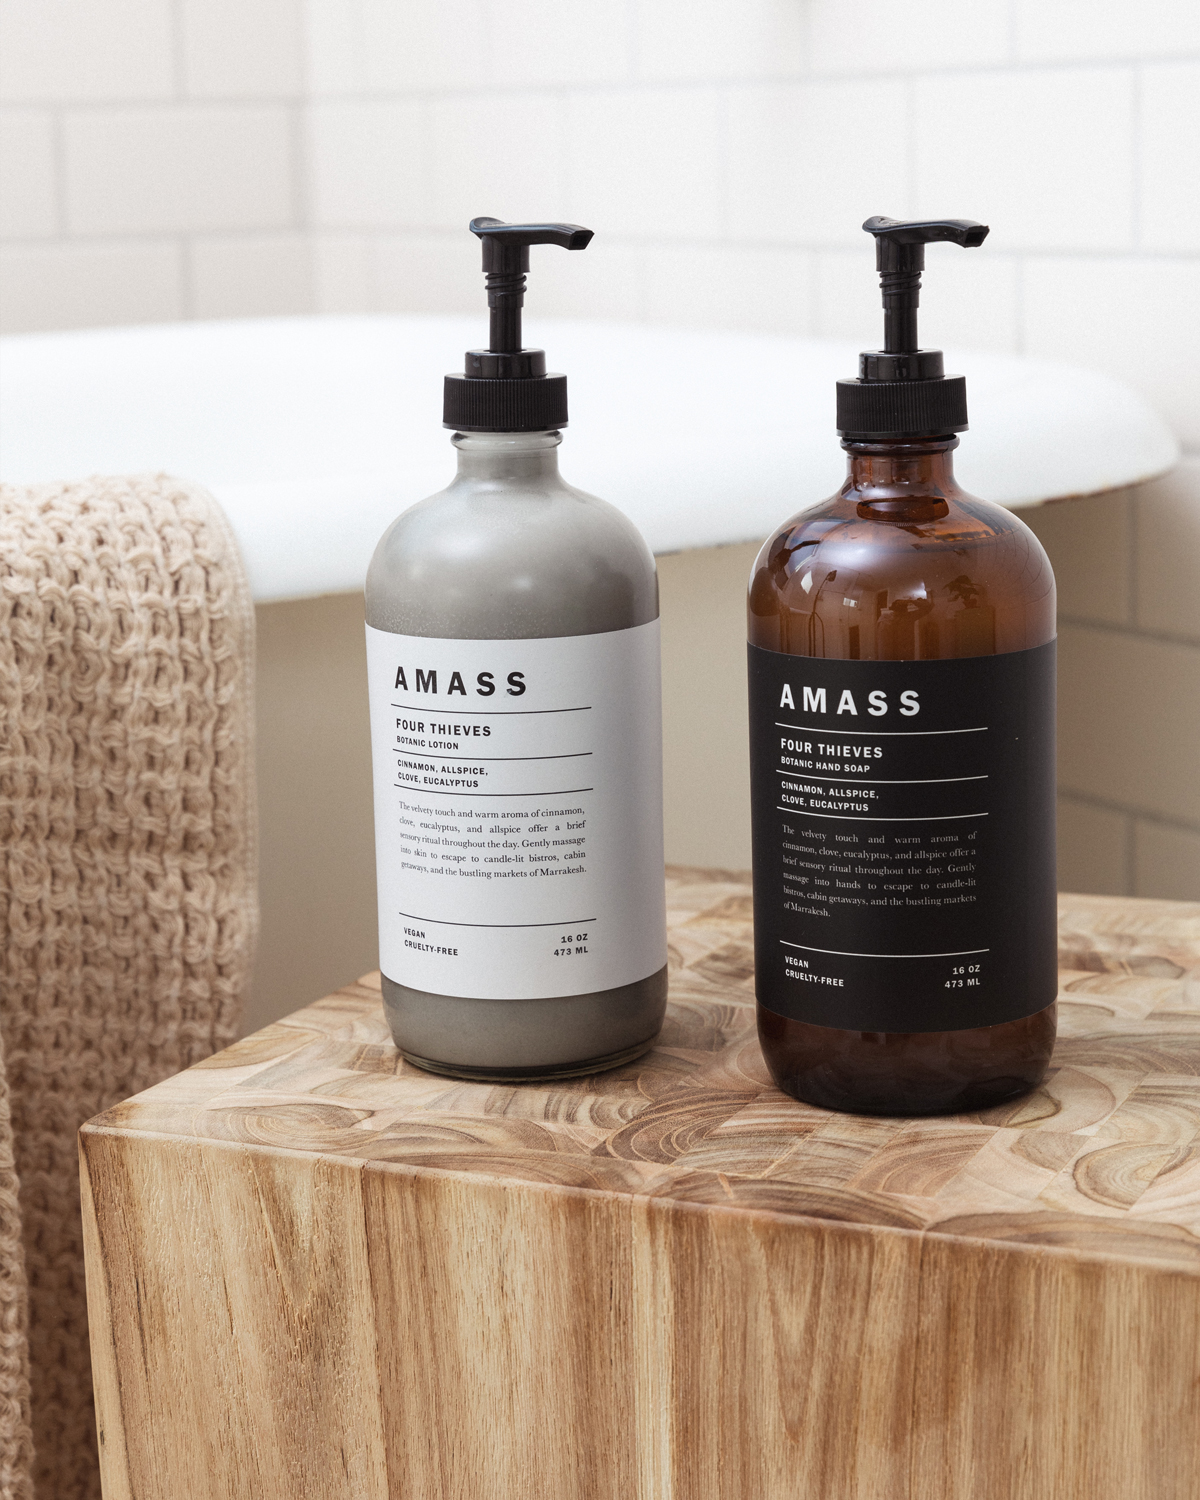 AMASS
FOUR THIEVES
BOTANIC LOTION
CINNAMON, ALLSPICE,
CLOVE, EUCALYPTUS
The velvety touch and warm aroma of cinnamon,
clove, eucalyptus, and allspice offer a brief
sensory ritual throughout the day. Gently massage
into skin to escape to candle-lit bistros, cabin
getaways, and the bustling markets of Marrakesh.
VEGAN
CRUELTY-FREE
16 OZ
473 ML
AMASS
FOUR THIEVES
BOTANIC HAND SOAP
CINNAMON, ALLSPICE,
CLOVE, EUCALYPTUS
The velvety touch and warm aroma of
cinnamon, clove, eucalyptus, and allspice offer a
brief sensory ritual throughout the day. Gently
massage into hands to escape to candle-lit
bistros, cabin getaways, and the bustling markets
of Marrakesh.
VEGAN
CRUELTY-FREE
16 OZ
473 ML